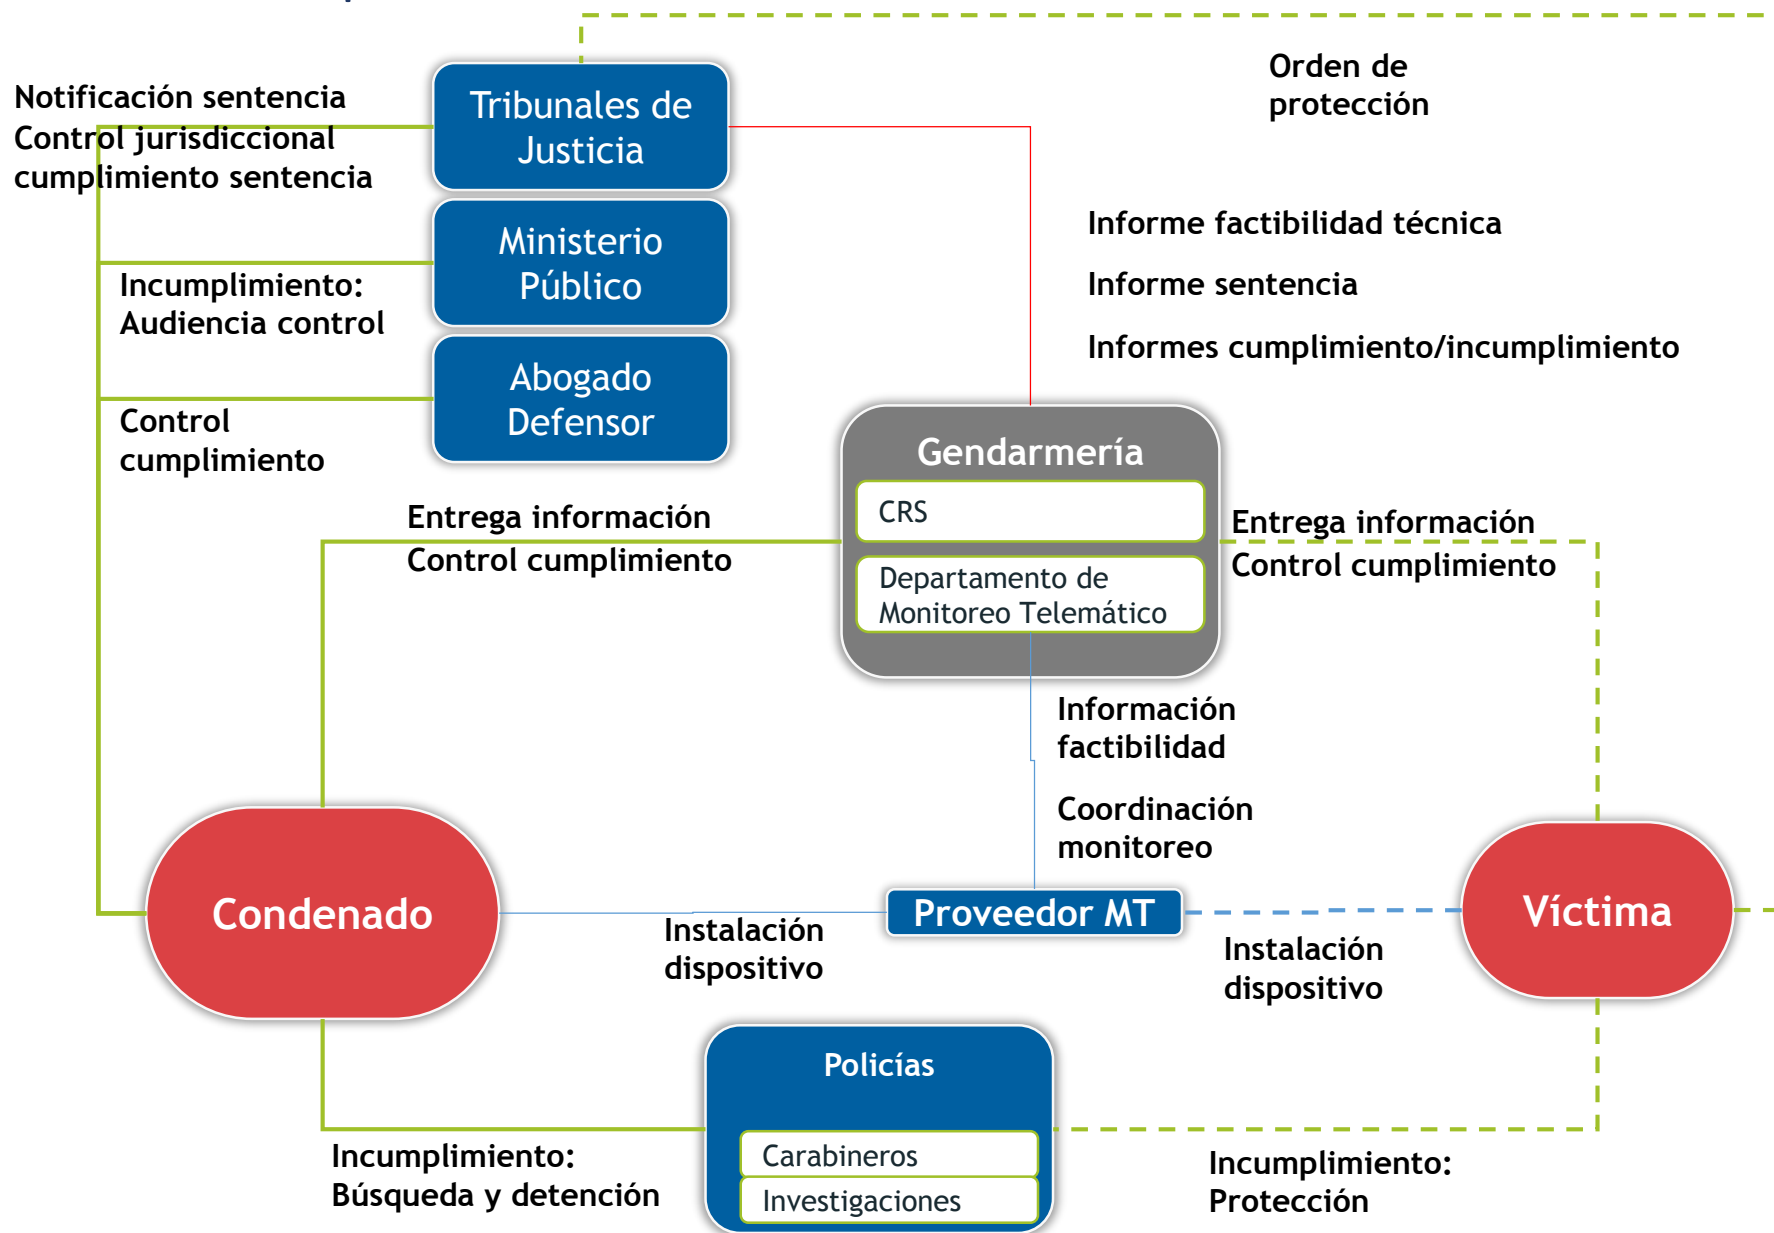 Orden de
protección
Notificación sentencia
Control jurisdiccional
cumplimiento sentencia
Tribunales de
Justicia
Ministerio
Público
Incumplimiento:
Audiencia control
Abogado
Defensor
Control
cumplimiento
Informe factibilidad técnica
Informe sentencia
Informes cumplimiento/incumplimiento
Gendarmería
CRS
Departamento de
Monitoreo Telemático
Entrega información
Control cumplimiento
Entrega información
Control cumplimiento
Información
factibilidad
Coordinación
monitoreo
Condenado
Instalación
dispositivo
Proveedor MT
Instalación
dispositivo
Víctima
Policías
Carabineros
Investigaciones
Incumplimiento:
Búsqueda y detención
Incumplimiento:
Protección